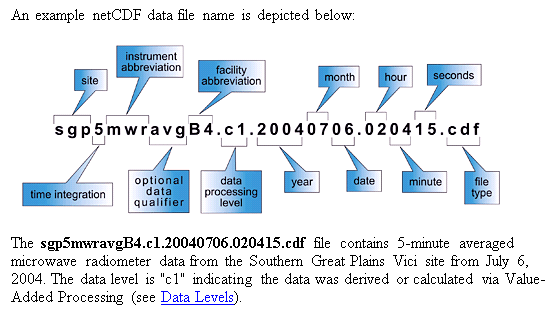 An example netCDF data file name is depicted below:
instrument abbreviation
facility abbreviation
site
month
hour
seconds
sgp5mwravgB4.c1.20040706.020415.cdf
time integration
optional data qualifier
data processing level
year
date
minute
file type
The sgp5mwravgB4.c1.20040706.020415.cdf file contains 5-minute averaged
microwave radiometer data from the Southern Great Plains Vici site from July 6,
2004. The data level is "c1" indicating the data was derived or calculated via Value-
Added Processing (see Data Levels).